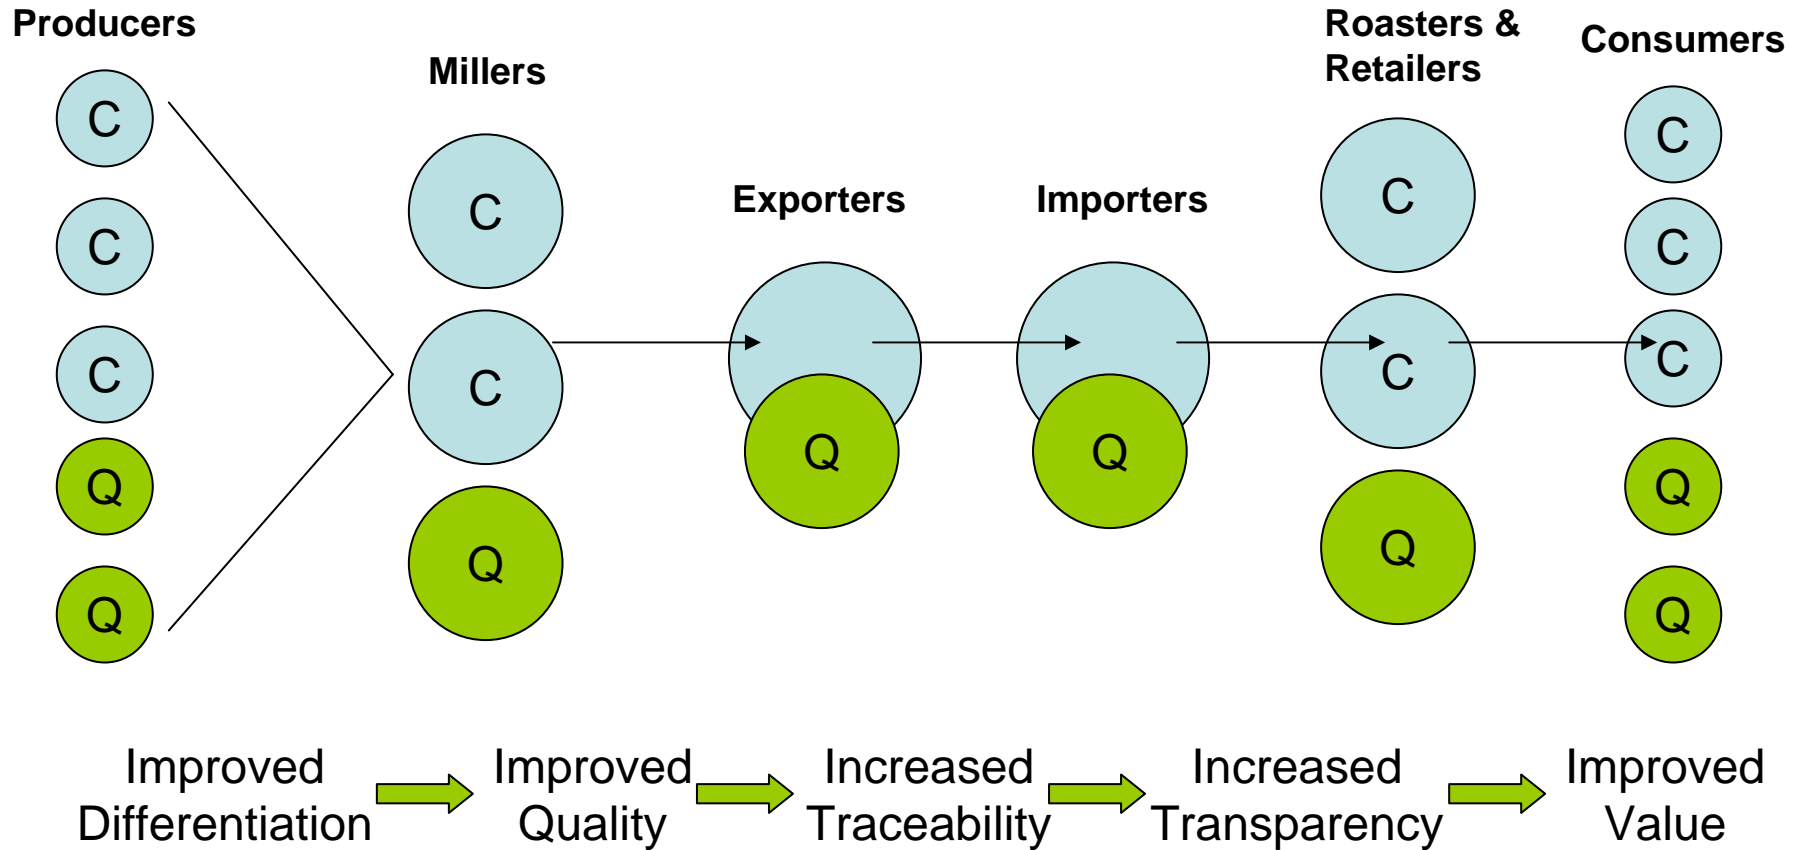 Producers
C
C
C
Q
Q
Millers
C
C
Q
Exporters
Q
Importers
Q
Roasters &
Retailers
C
C
Q
Consumers
C
C
C
Q
Q
Improved
Differentiation
Improved
Quality
Increased
Traceability
Increased
Transparency
Improved
Value